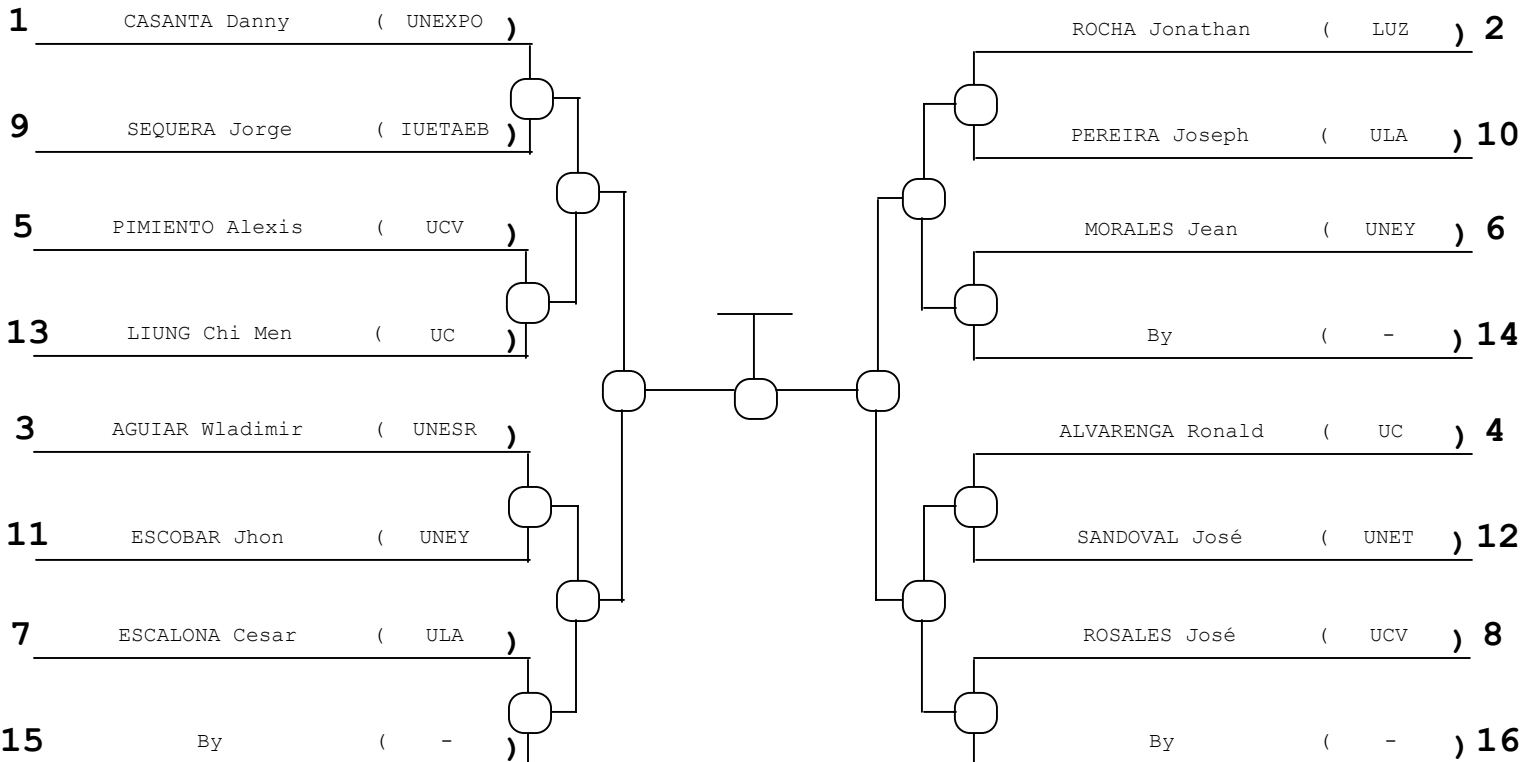 1 CASANTA Danny ( UNEXPO )
9 SEQUERA Jorge ( IUETAEB )
5 PIMIENTO Alexis ( UCV )
13 LIUNG Chi Men ( UC )
3 AGUIAR Wladimir ( UNESR )
11 ESCOBAR Jhon ( UNEY
7 ESCALONA Cesar ( ULA )
15 By ( - )
ROCHA Jonathan ( LUZ ) 2
PEREIRA Joseph ( ULA ) 10
MORALES Jean ( UNEY ) 6
By ( - ) 14
ALVARENGA Ronald ( UC ) 4
SANDOVAL José ( UNET ) 12
ROSALES José ( UCV ) 8
By ( - ) 16